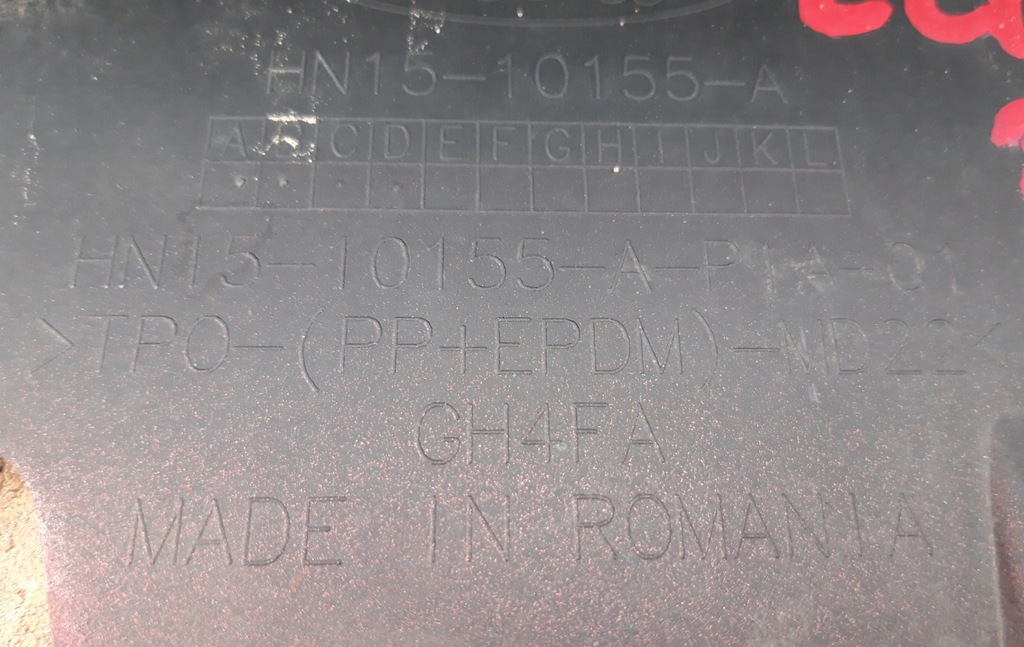 HN15-10155-A
A B C D E F G H I J K L
HN15-10155-A-P1A-01
>TPO-(PP+EPDM)-MD22<
GH4FA
MADE IN ROMANIA